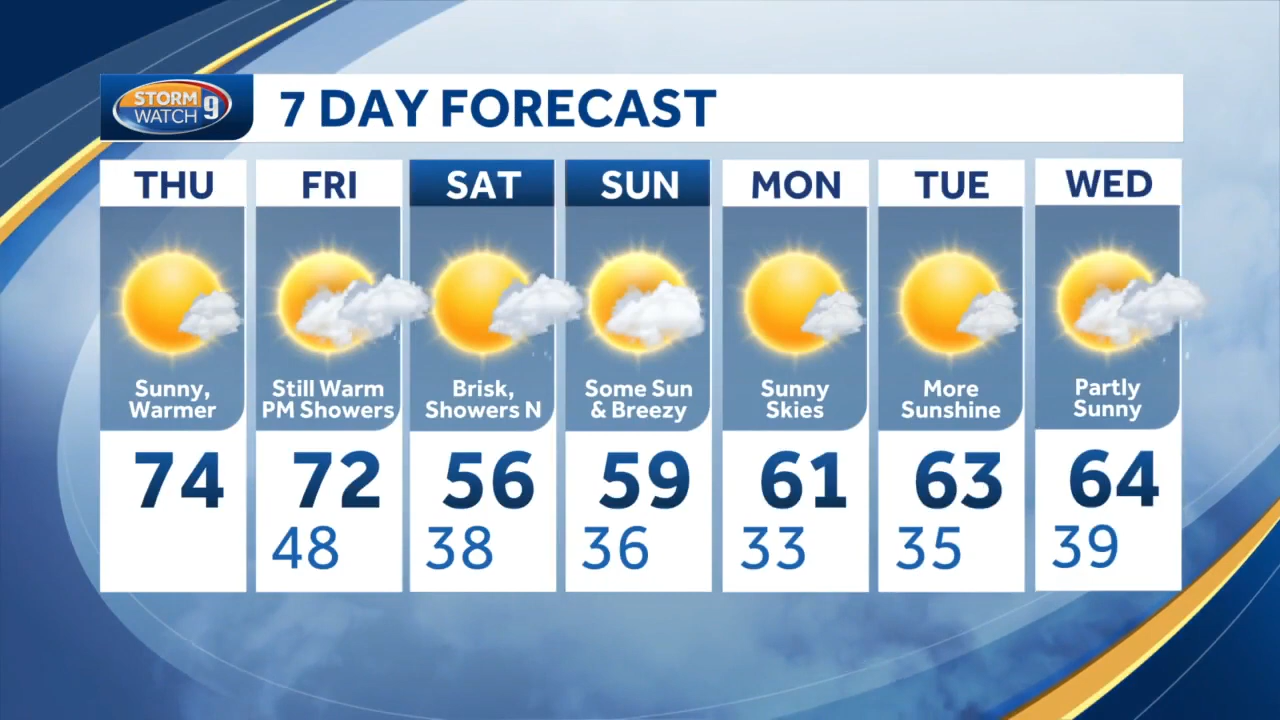 STORM
WATCH 9
7 DAY FORECAST
THU
Sunny,
Warmer
74
FRI
Still Warm
PM Showers
72
48
SAT
Brisk,
Showers N
56
38
SUN
Some Sun
& Breezy
59
36
MON
Sunny
Skies
61
33
TUE
More
Sunshine
63
35
WED
Partly
Sunny
64
39